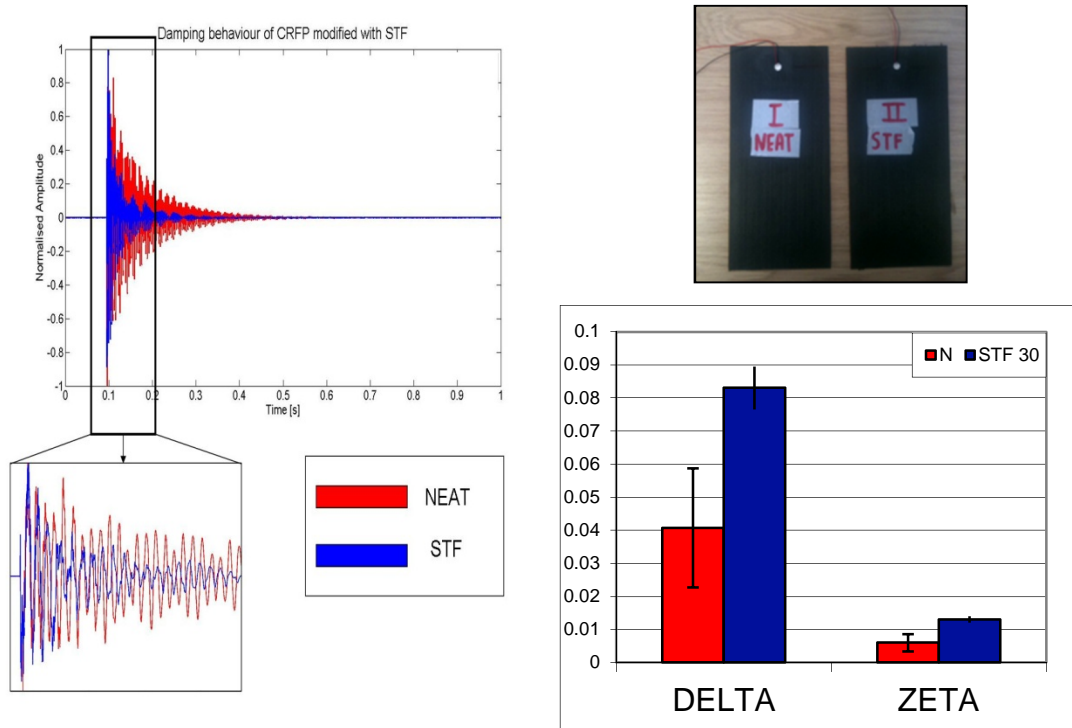 Damping behaviour of CRFP modified with STF
Normalised Amplitude
1
0.8
0.6
0.4
0.2
0
-0.2
-0.4
-0.6
-0.8
-1
0 0.1 0.2 0.3 0.4 0.5 0.6 0.7 0.8 0.9 1
Time [s]
NEAT
STF
I
NEAT
II
STF
0.1
0.09
0.08
0.07
0.06
0.05
0.04
0.03
0.02
0.01
0
N STF 30
DELTA ZETA